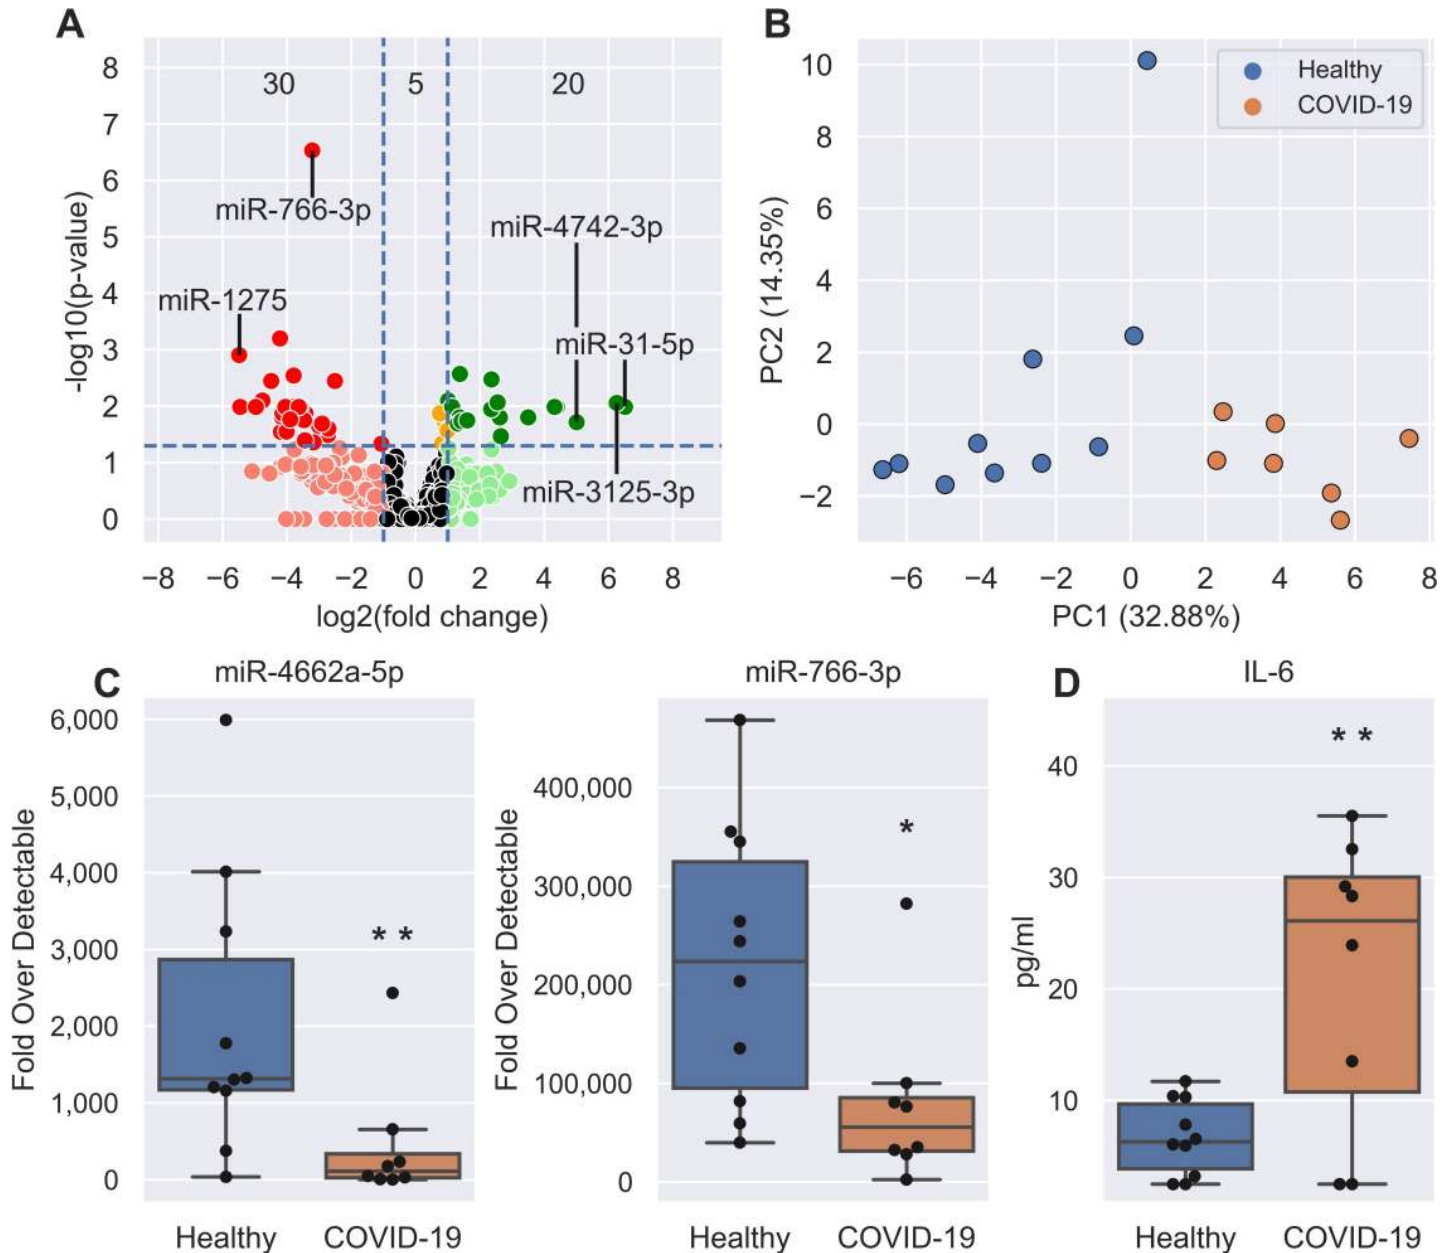 A
8
7
6
5
4
3
2
1
0
-log10(p-value)
30
5
20
miR-766-3p
miR-1275
miR-4742-3p
miR-31-5p
miR-3125-3p
−8 −6 −4 −2 0 2 4 6 8
log2(fold change)
B
10
8
6
4
2
0
−2
PC2 (14.35%)
Healthy
COVID-19
−6 −4 −2 0 2 4 6 8
PC1 (32.88%)
C
miR-4662a-5p
6,000
5,000
4,000
3,000
2,000
1,000
0
Fold Over Detectable
* *
Healthy COVID-19
miR-766-3p
400,000
300,000
200,000
100,000
0
Fold Over Detectable
*
Healthy COVID-19
D
IL-6
40
30
20
10
pg/ml
* *
Healthy COVID-19